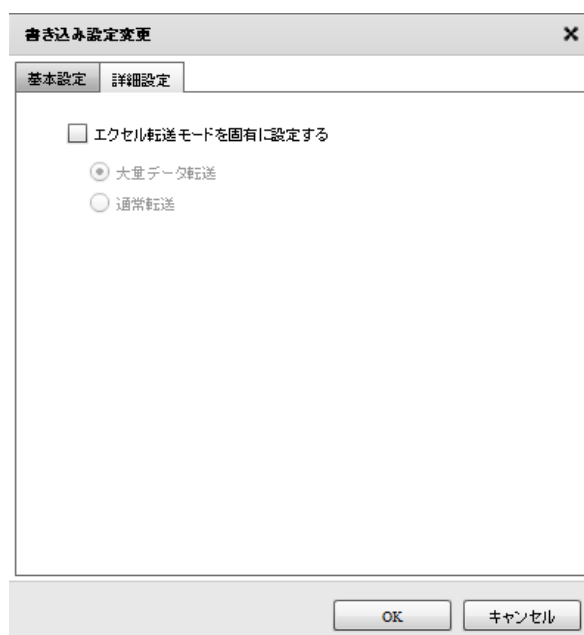 書き込み設定変更
基本設定 詳細設定
エクセル転送モードを固有に設定する
大量データ転送
通常転送
OK キャンセル